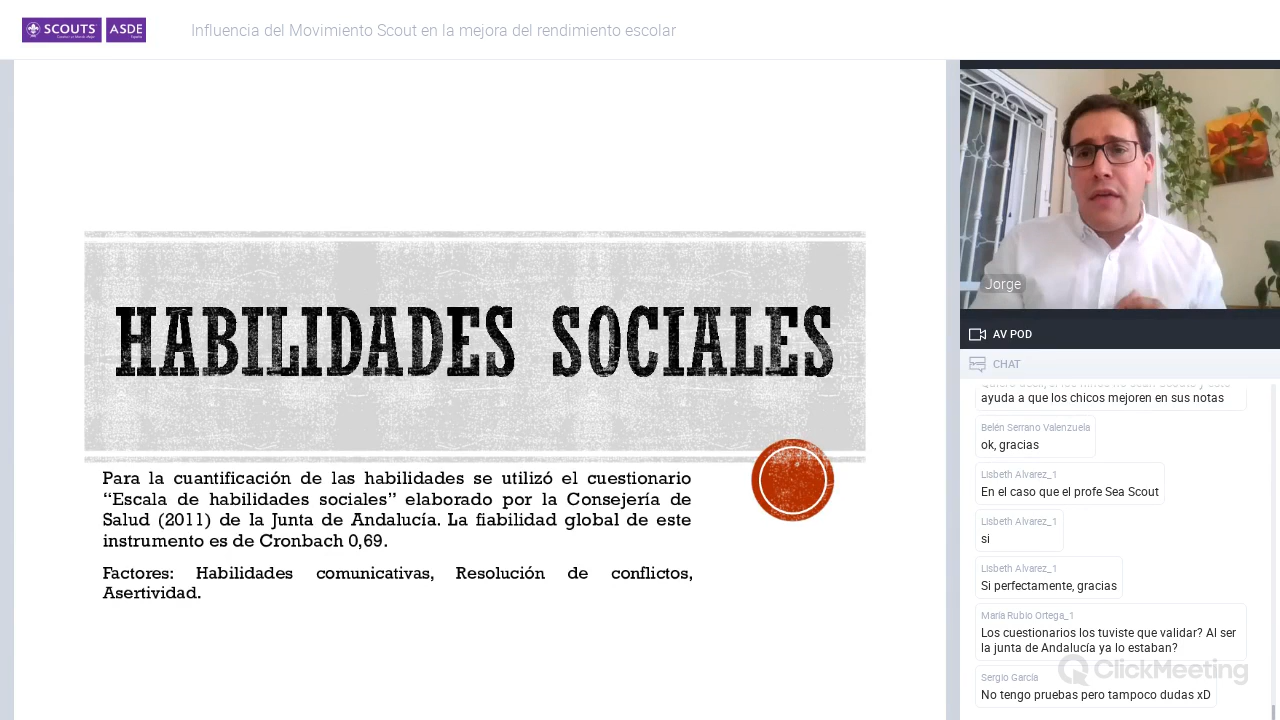 SCOUTS ASDE
Influencia del Movimiento Scout en la mejora del rendimiento escolar
HABILIDADES SOCIALES
Para la cuantificación de las habilidades se utilizó el cuestionario
“Escala de habilidades sociales” elaborado por la Consejería de
Salud (2011) de la Junta de Andalucía. La fiabilidad global de este
instrumento es de Cronbach 0,69.
Factores: Habilidades comunicativas, Resolución de conflictos,
Asertividad.
Jorge
AV POD
CHAT
ayuda a que los chicos mejoren en sus notas
Belén Serrano Valenzuela
ok, gracias
Lisbeth Alvarez_1
En el caso que el profe Sea Scout
Lisbeth Alvarez_1
si
Lisbeth Alvarez_1
Si perfectamente, gracias
María Rubio Ortega_1
Los cuestionarios los tuviste que validar? Al ser
la junta de Andalucía ya lo estaban?
ClickMeeting
Sergio García
No tengo pruebas pero tampoco dudas xD